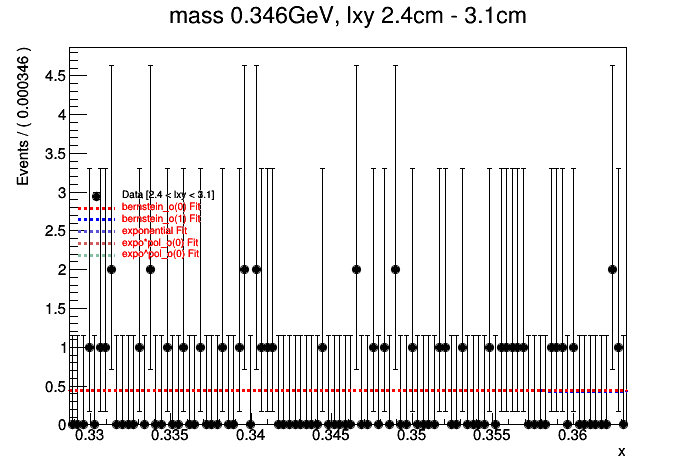 mass 0.346GeV, lxy 2.4cm - 3.1cm
Events / ( 0.000346 )
4.5
4
3.5
3
2.5
2
1.5
1
0.5
0
Data [2.4 < lxy < 3.1]
bernstein_o(0) Fit
bernstein_o(1) Fit
exponential Fit
expo*pol_o(0) Fit
expo^pol_o(0) Fit
0.33 0.335 0.34 0.345 0.35 0.355 0.36
x